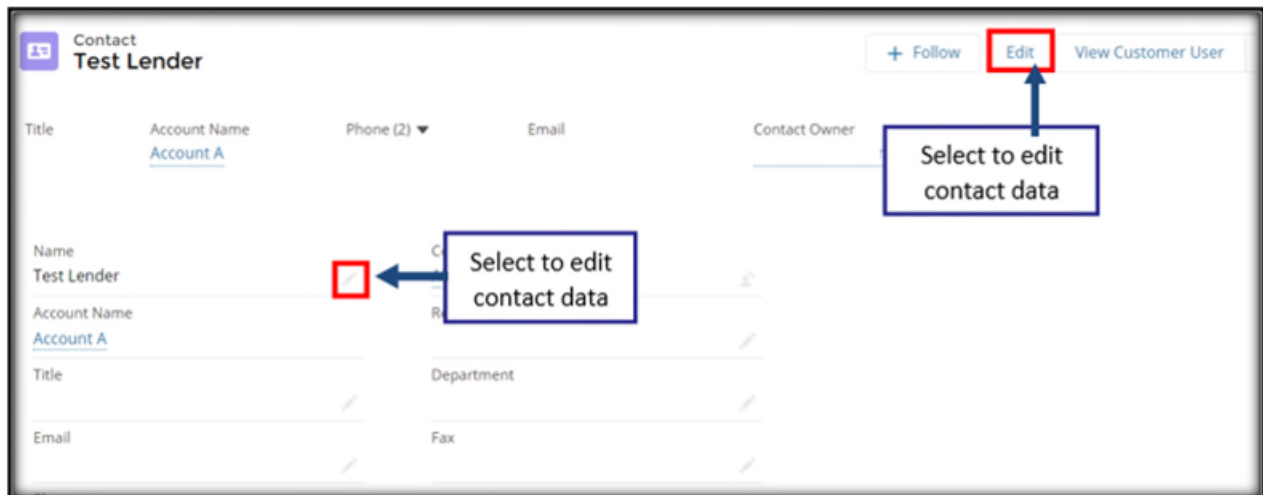 Contact
Test Lender
+ Follow
Edit
View Customer User
Title
Account Name
Phone (2)
Email
Contact Owner
Account A
Select to edit
contact data
Name
Test Lender
Select to edit
contact data
Account Name
Account A
Title
Department
Email
Fax